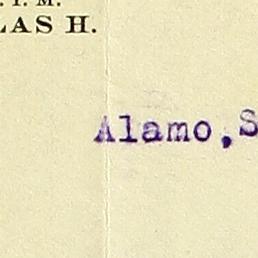 . I. M.
LAS H.
Alamo, S